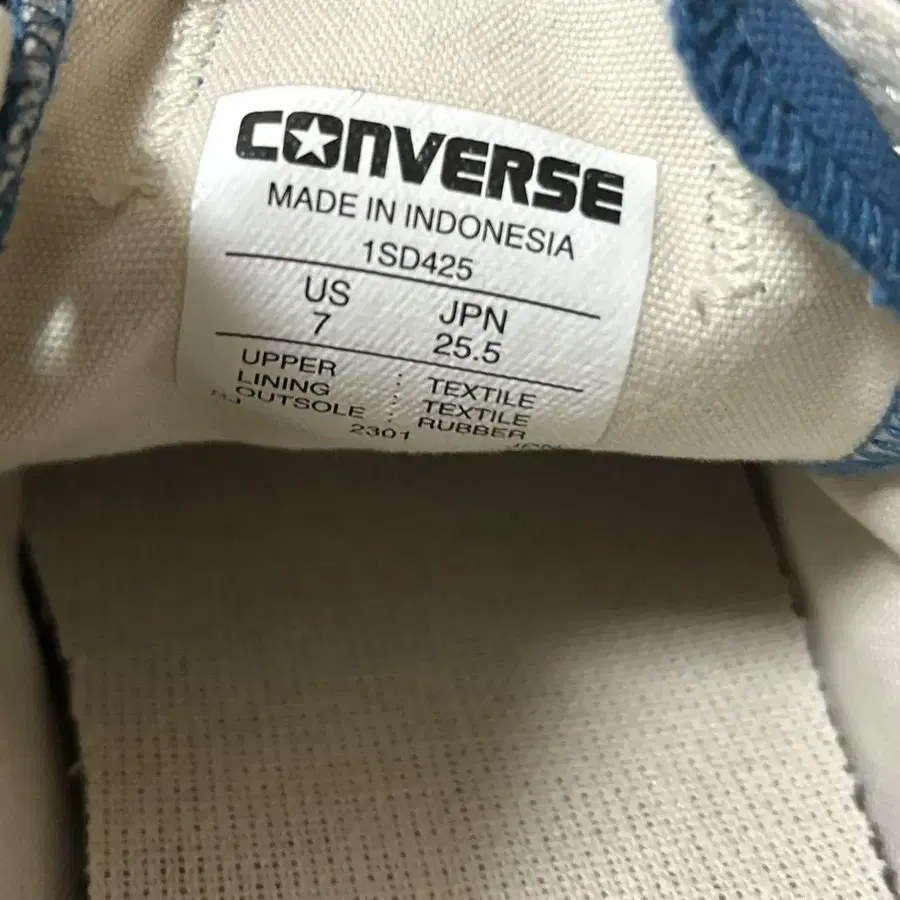 CONVERSE
MADE IN INDONESIA
1SD425
US JPN
7 25.5
UPPER : TEXTILE
LINING : TEXTILE
OUTSOLE : RUBBER
2301